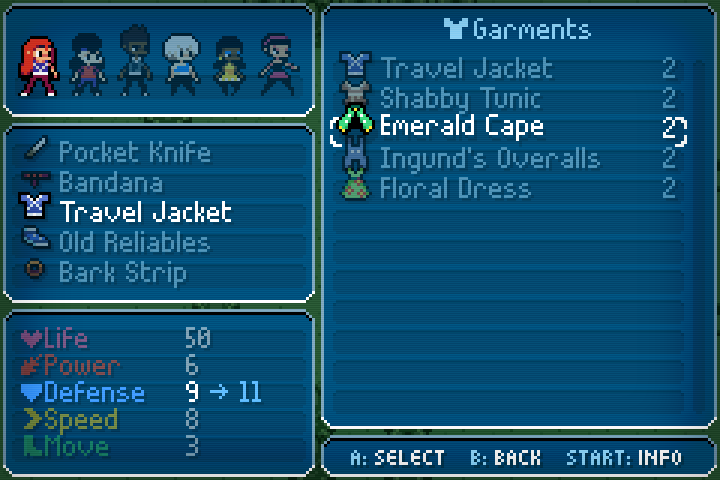 Pocket Knife
Bandana
Travel Jacket
Old Reliables
Bark Strip
Life 50
Power 6
Defense 9 → 11
Speed 8
Move 3
Garments
Travel Jacket 2
Shabby Tunic 2
Emerald Cape 2
Ingund's Overalls 2
Floral Dress 2
A: SELECT B: BACK START: INFO